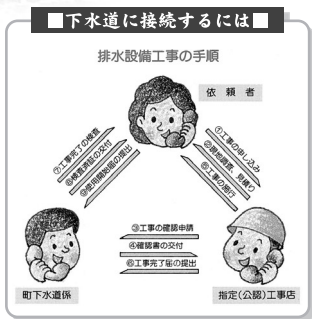 ■下水道に接続するには■
排水設備工事の手順
依頼者
①工事の申し込み
②現地調査、見積り
⑤工事の施行
⑦工事完了の検査
⑧検査済証の交付
⑨使用開始届の提出
③工事の確認申請
④確認書の交付
⑥工事完了届の提出
町下水道係
指定(公認)工事店